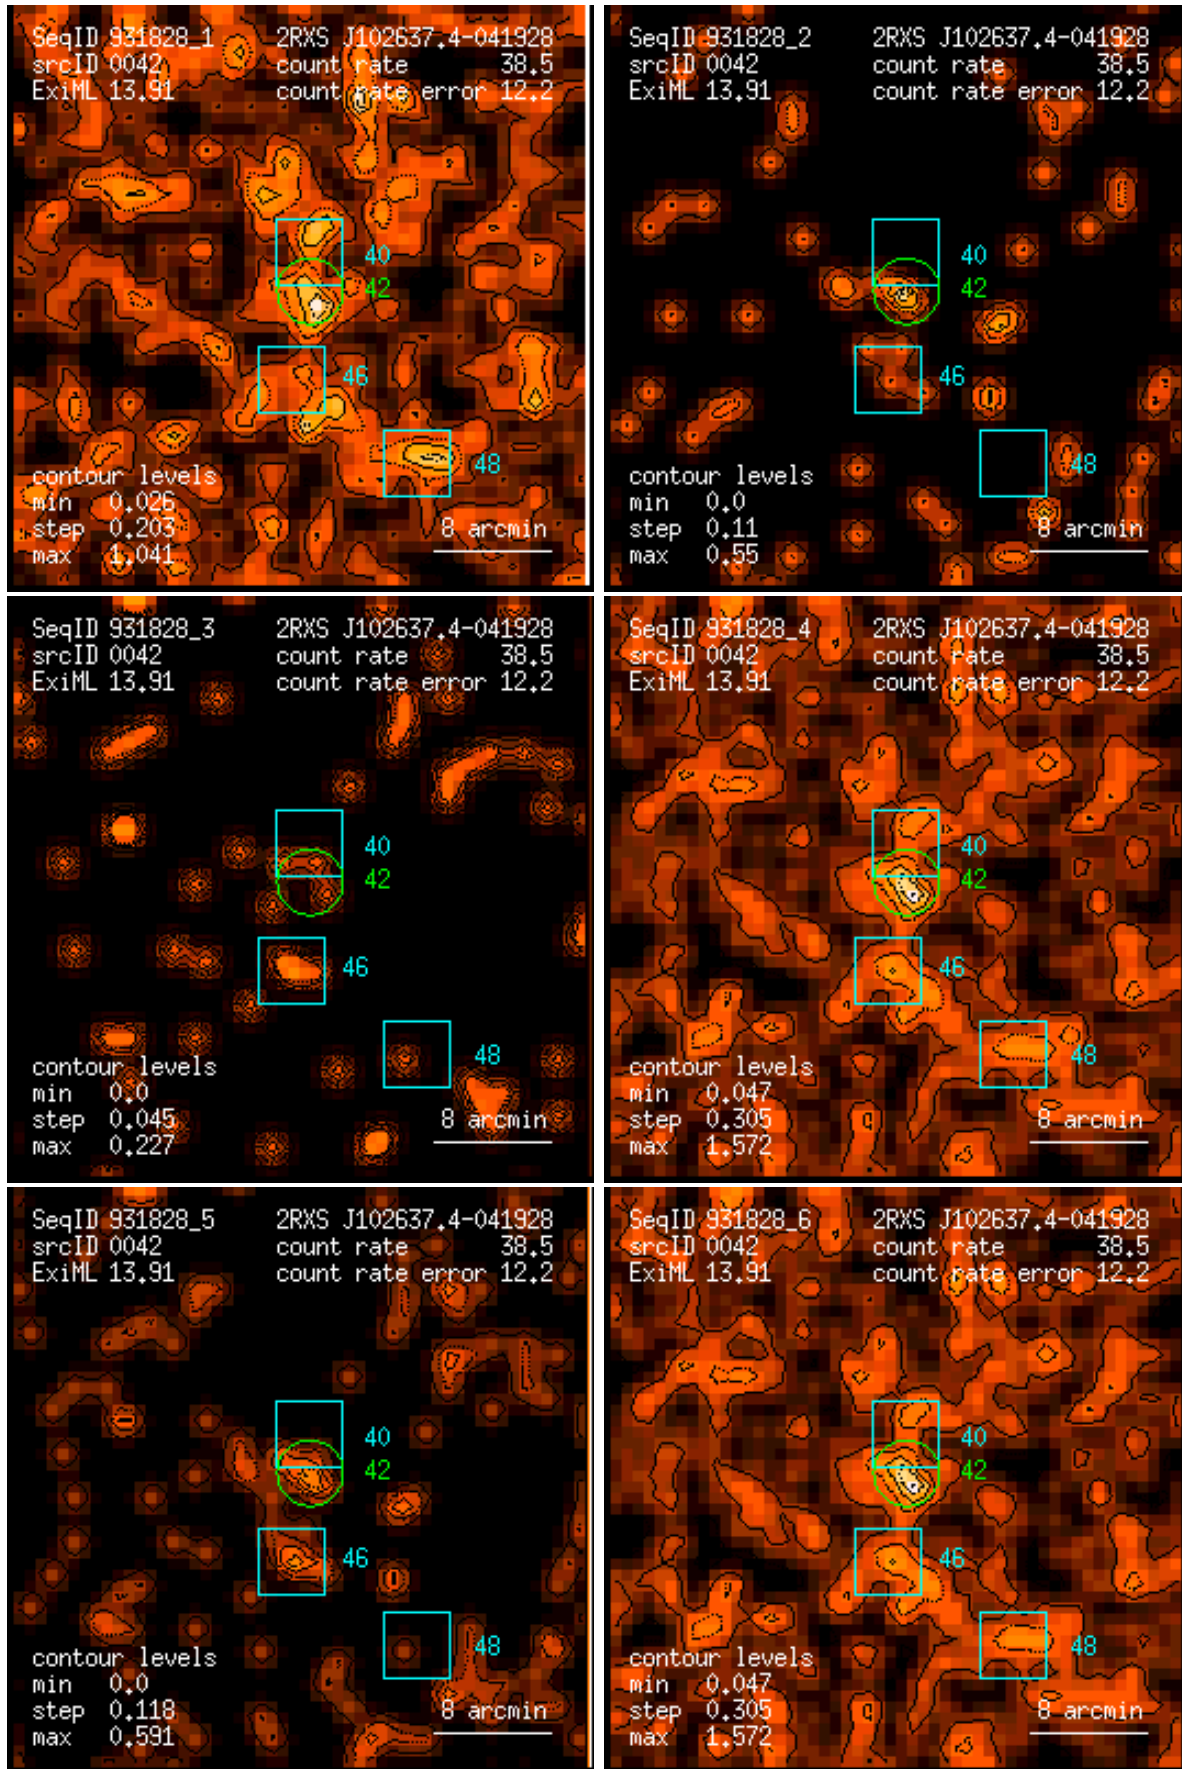 SeqID 931828_1 2RXS J102637.4-041928
srcID 0042 count rate 38.5
ExiML 13.91 count rate error 12.2
40
42
46
48
contour levels
min 0.026
step 0.203
max 1.041
8 arcmin
SeqID 931828_2 2RXS J102637.4-041928
srcID 0042 count rate 38.5
ExiML 13.91 count rate error 12.2
40
42
46
48
contour levels
min 0.0
step 0.11
max 0.55
8 arcmin
SeqID 931828_3 2RXS J102637.4-041928
srcID 0042 count rate 38.5
ExiML 13.91 count rate error 12.2
40
42
46
48
contour levels
min 0.0
step 0.045
max 0.227
8 arcmin
SeqID 931828_4 2RXS J102637.4-041928
srcID 0042 count rate 38.5
ExiML 13.91 count rate error 12.2
40
42
46
48
contour levels
min 0.047
step 0.305
max 1.572
8 arcmin
SeqID 931828_5 2RXS J102637.4-041928
srcID 0042 count rate 38.5
ExiML 13.91 count rate error 12.2
40
42
46
48
contour levels
min 0.0
step 0.118
max 0.591
8 arcmin
SeqID 931828_6 2RXS J102637.4-041928
srcID 0042 count rate 38.5
ExiML 13.91 count rate error 12.2
40
42
46
48
contour levels
min 0.047
step 0.305
max 1.572
8 arcmin